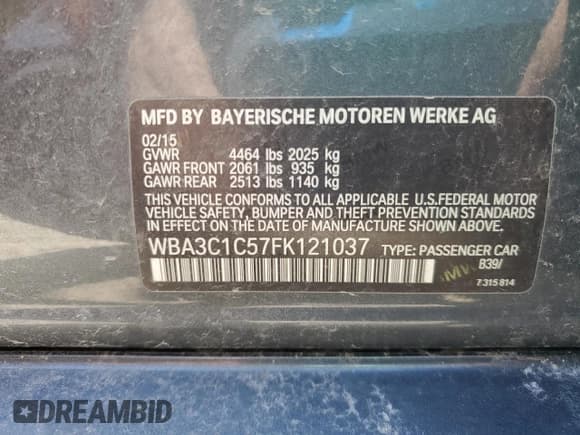 MFD BY BAYERISCHE MOTOREN WERKE AG
02/15
GVWR 4464 lbs 2025 kg
GAWR FRONT 2061 lbs 935 kg
GAWR REAR 2513 lbs 1140 kg
THIS VEHICLE CONFORMS TO ALL APPLICABLE U.S.FEDERAL MOTOR
VEHICLE SAFETY, BUMPER AND THEFT PREVENTION STANDARDS
IN EFFECT ON THE DATE OF MANUFACTURE SHOWN ABOVE.
WBA3C1C57FK121037 TYPE: PASSENGER CAR
B39/
7 315 814
DREAMBID